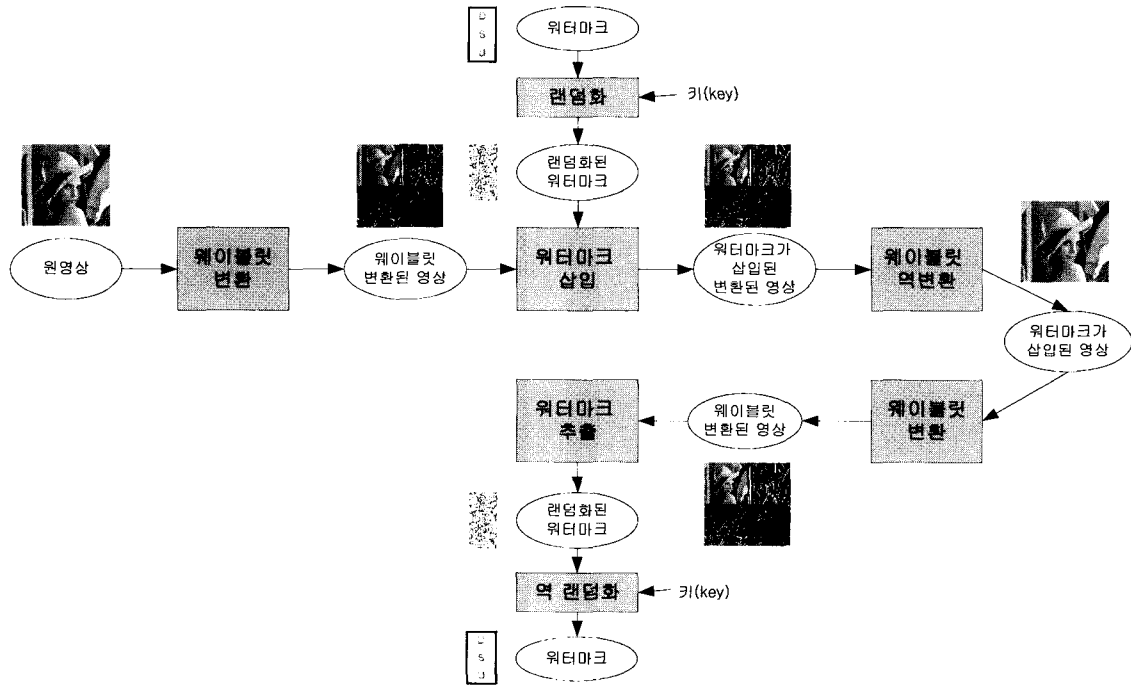 워터마크
랜덤화
키(key)
랜덤화된
워터마크
원영상
웨이블릿
변환
웨이블릿
변환된 영상
워터마크
삽입
워터마크가
삽입된
변환된 영상
웨이블릿
역변환
워터마크가
삽입된 영상
워터마크
추출
웨이블릿
변환된 영상
웨이블릿
변환
랜덤화된
워터마크
역 랜덤화
키(key)
워터마크